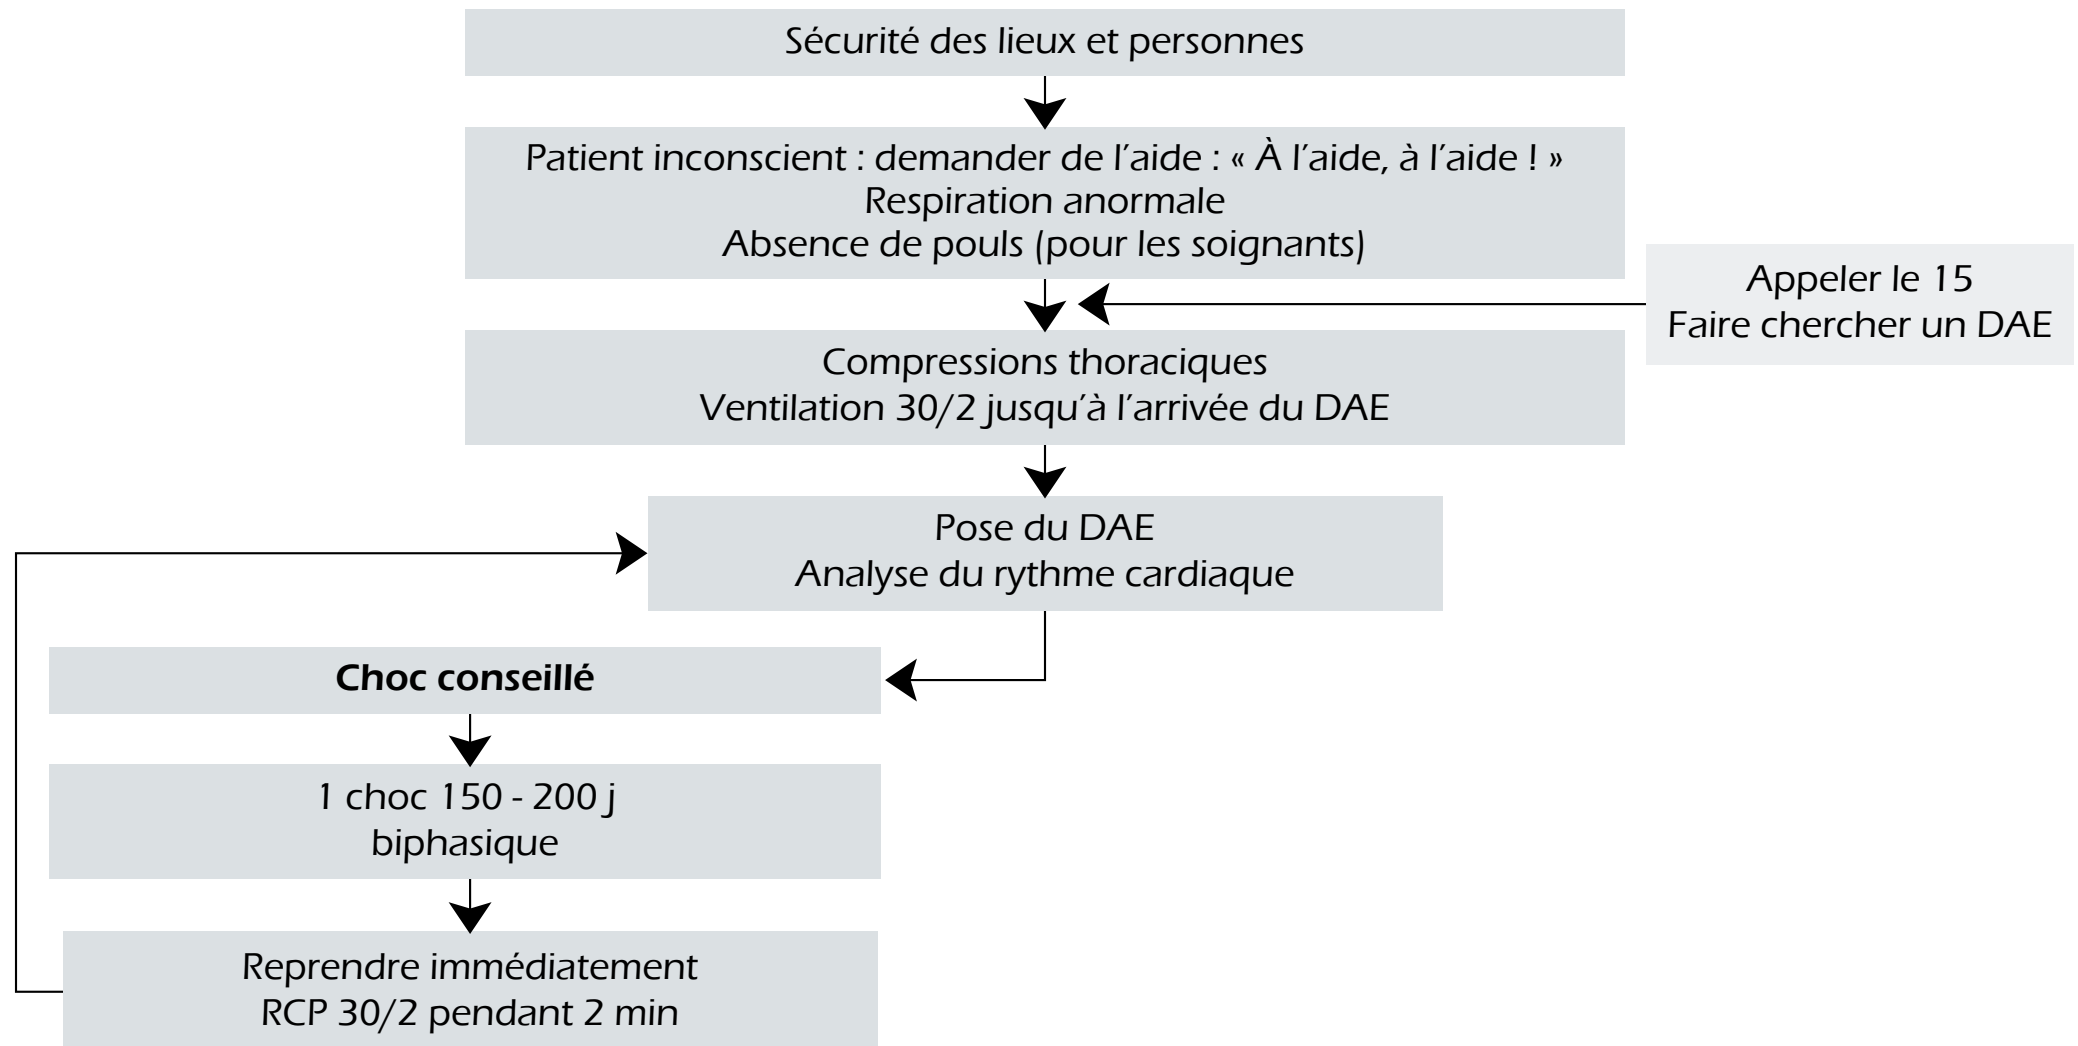 Sécurité des lieux et personnes
Patient inconscient : demander de l’aide : « À l’aide, à l’aide ! »
Respiration anormale
Absence de pouls (pour les soignants)
Appeler le 15
Faire chercher un DAE
Compressions thoraciques
Ventilation 30/2 jusqu’à l’arrivée du DAE
Pose du DAE
Analyse du rythme cardiaque
Choc conseillé
1 choc 150 - 200 j
biphasique
Reprendre immédiatement
RCP 30/2 pendant 2 min